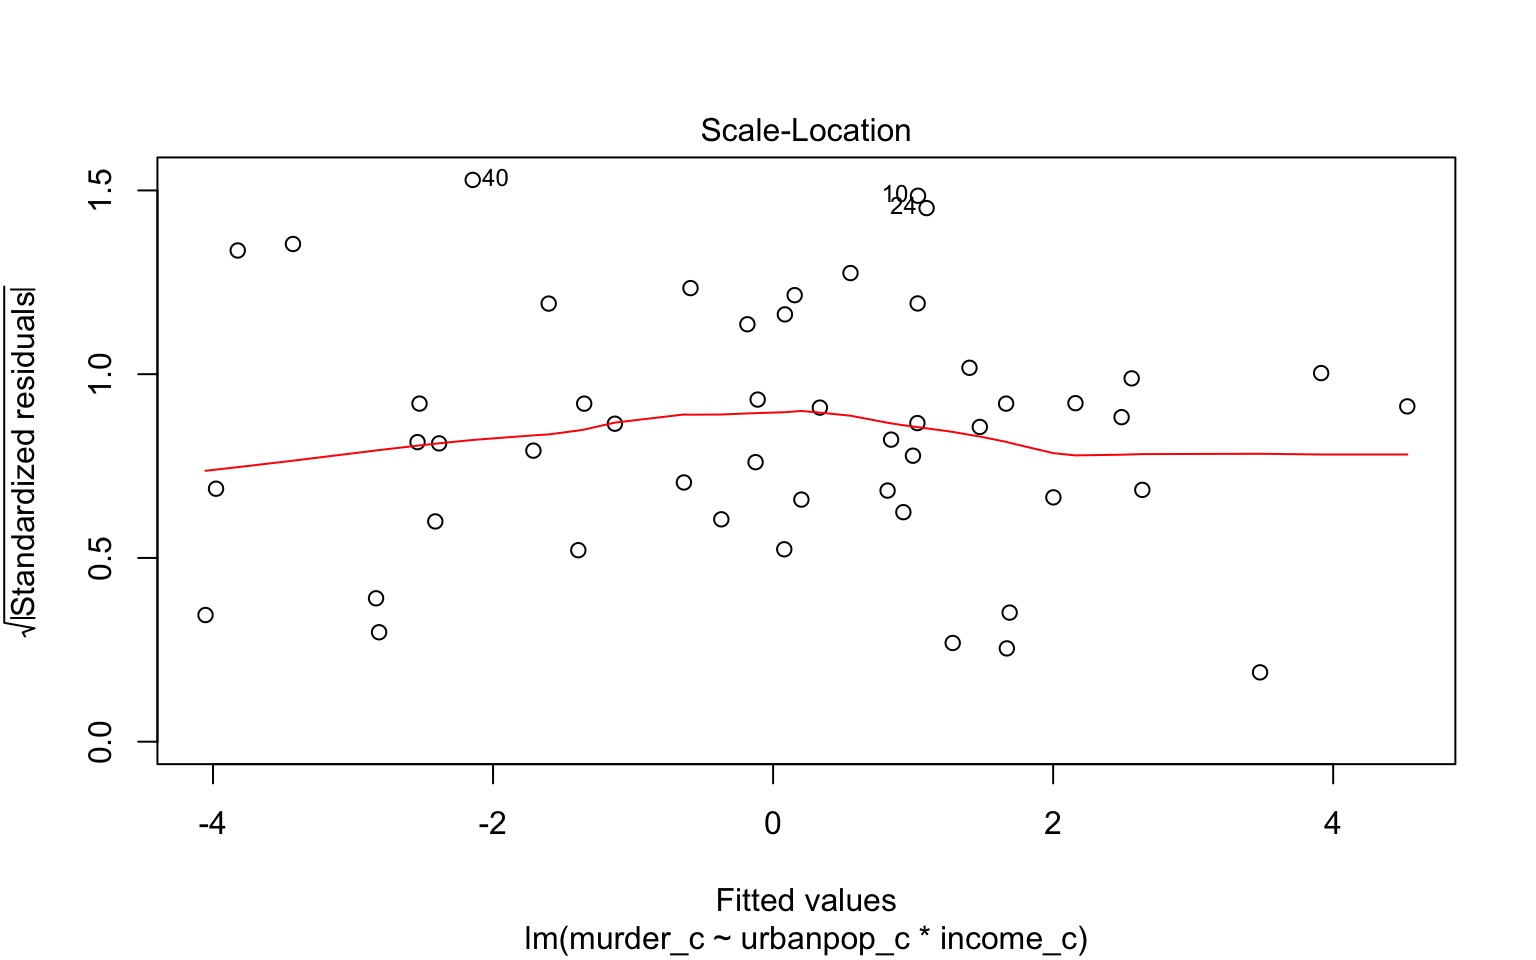 Scale-Location
√|Standardized residuals|
1.5
1.0
0.5
0.0
40
10
24
-4 -2 0 2 4
Fitted values
lm(murder_c ~ urbanpop_c * income_c)